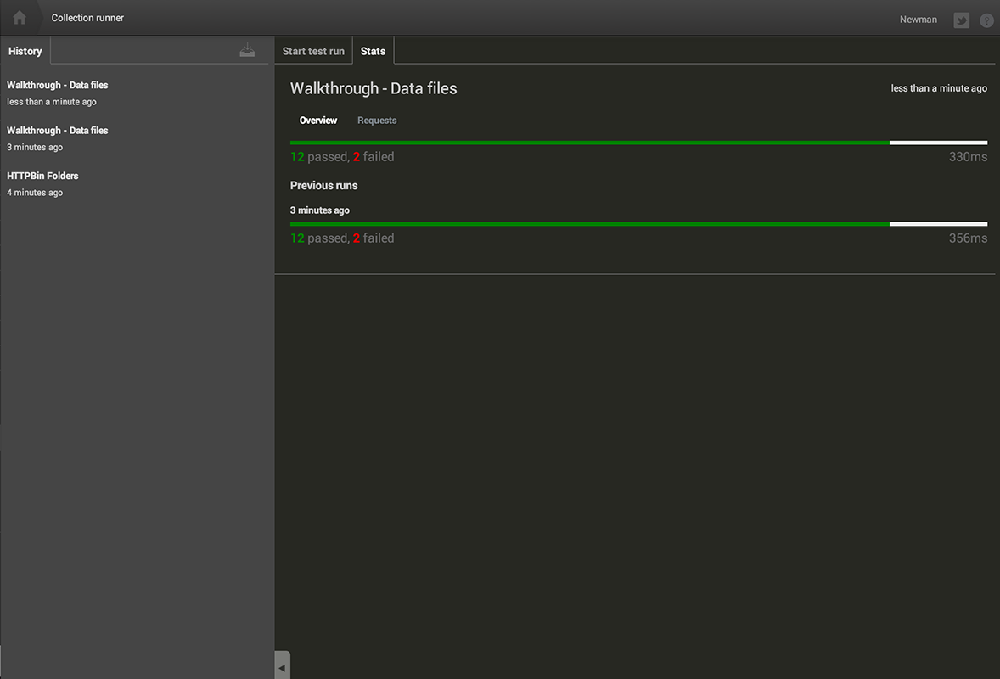 Collection runner
Newman
?
History
Walkthrough - Data files
less than a minute ago
Walkthrough - Data files
3 minutes ago
HTTPBin Folders
4 minutes ago
Start test run
Stats
Walkthrough - Data files
less than a minute ago
Overview
Requests
12 passed, 2 failed
330ms
Previous runs
3 minutes ago
12 passed, 2 failed
356ms